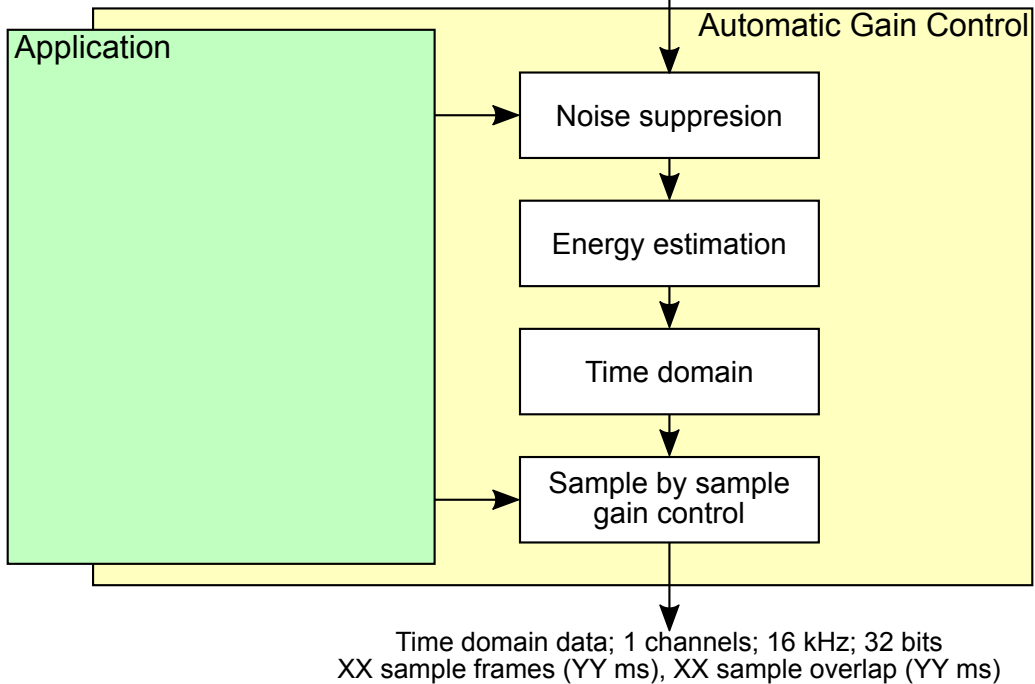 Automatic Gain Control
Application
Noise suppresion
Energy estimation
Time domain
Sample by sample
gain control
Time domain data; 1 channels; 16 kHz; 32 bits
XX sample frames (YY ms), XX sample overlap (YY ms)